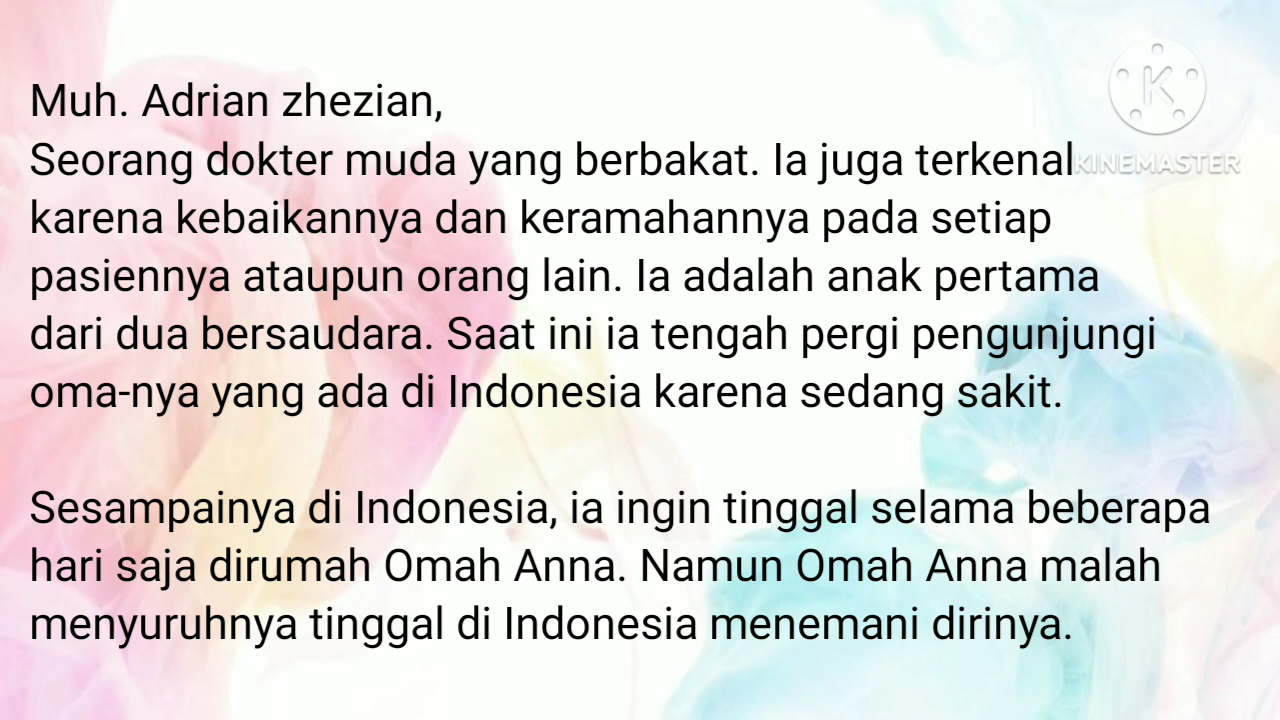 Muh. Adrian zhezian,
Seorang dokter muda yang berbakat. Ia juga terkenal
KINEMASTER
karena kebaikannya dan keramahannya pada setiap
pasiennya ataupun orang lain. Ia adalah anak pertama
dari dua bersaudara. Saat ini ia tengah pergi pengunjungi
oma-nya yang ada di Indonesia karena sedang sakit.
Sesampainya di Indonesia, ia ingin tinggal selama beberapa
hari saja dirumah Omah Anna. Namun Omah Anna malah
menyuruhnya tinggal di Indonesia menemani dirinya.